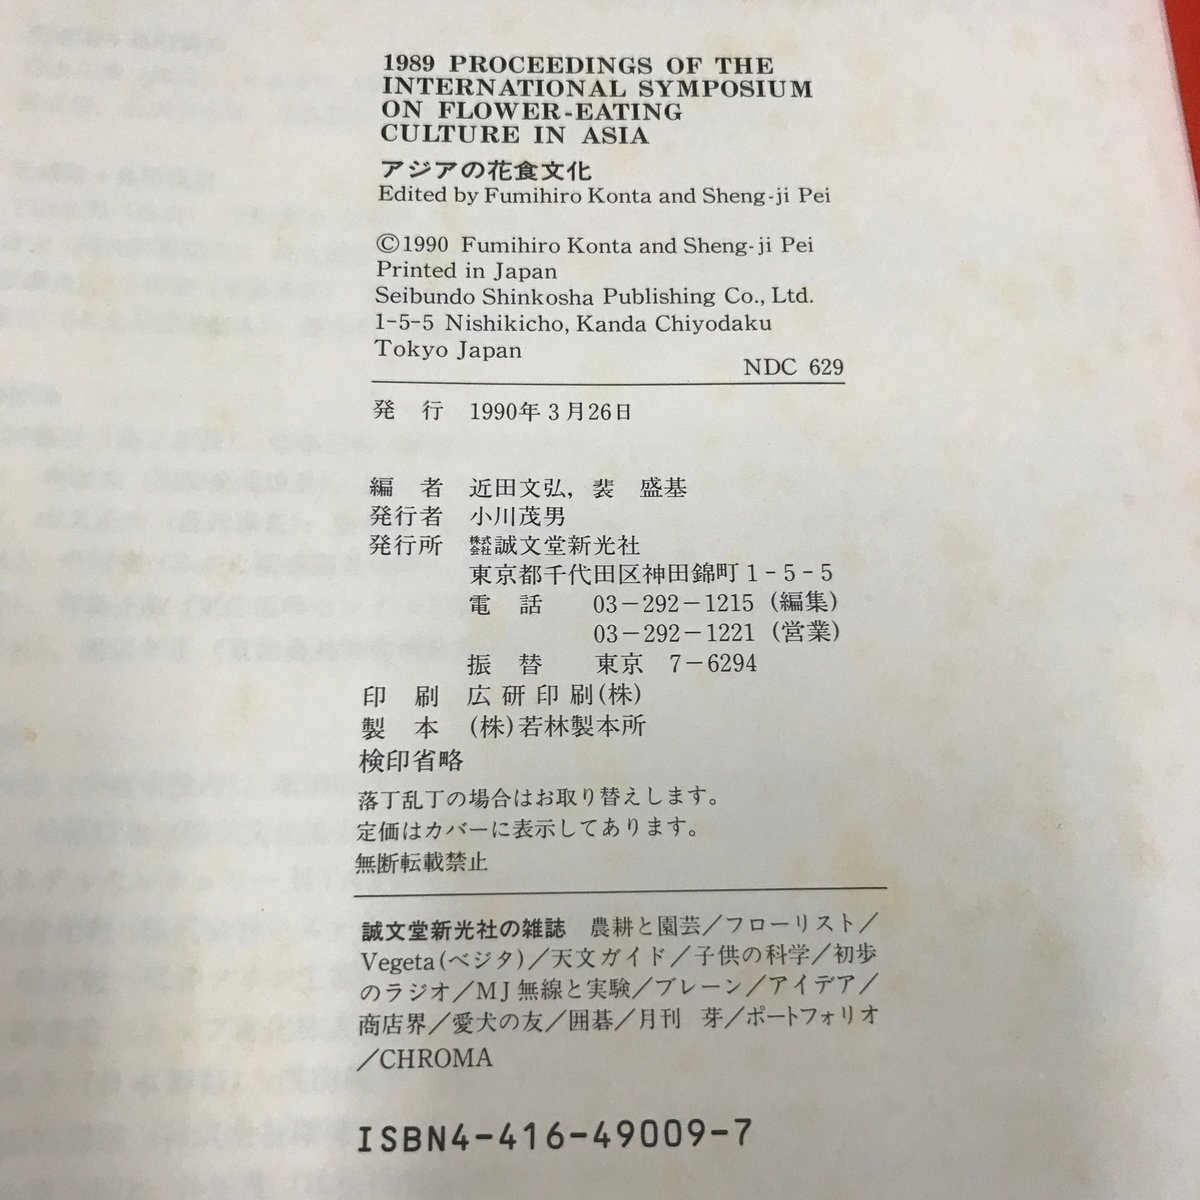 1989 PROCEEDINGS OF THE
INTERNATIONAL SYMPOSIUM
ON FLOWER-EATING
CULTURE IN ASIA
アジアの花食文化
Edited by Fumihiro Konta and Sheng-ji Pei
©1990 Fumihiro Konta and Sheng-ji Pei
Printed in Japan
Seibundo Shinkosha Publishing Co., Ltd.
1-5-5 Nishikicho, Kanda Chiyodaku
Tokyo Japan
NDC 629
発 行 1990年3月26日
編 者 近田文弘, 裴 盛基
発行者 小川茂男
発行所 株式会社誠文堂新光社
東京都千代田区神田錦町1-5-5
電 話 03-292-1215 (編集)
03-292-1221 (営業)
振 替 東京 7-6294
印 刷 広研印刷(株)
製 本 (株)若林製本所
検印省略
落丁乱丁の場合はお取り替えします。
定価はカバーに表示してあります。
無断転載禁止
誠文堂新光社の雑誌 農耕と園芸/フローリスト/
Vegeta(ベジタ)/天文ガイド/子供の科学/初歩
のラジオ/MJ無線と実験/ブレーン/アイデア/
商店界/愛犬の友/囲碁/月刊 芽/ポートフォリオ
/CHROMA
ISBN4-416-49009-7